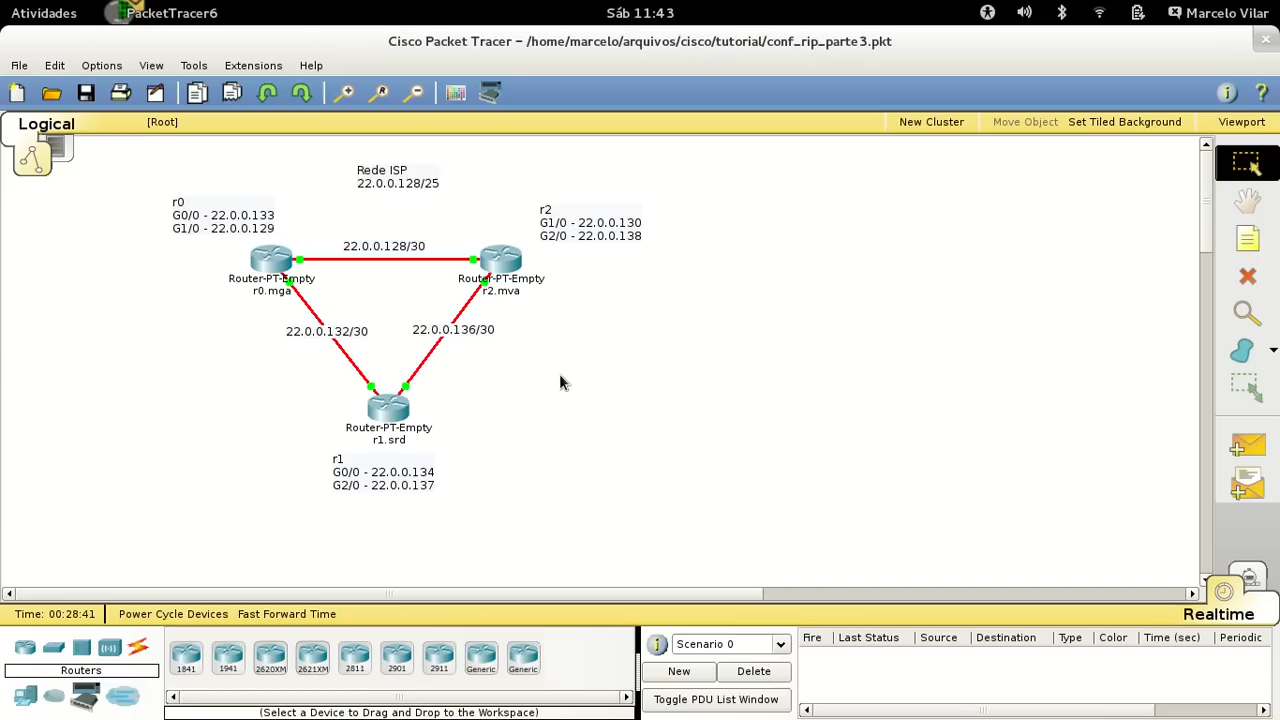 Atividades
PacketTracer6
Sáb 11:43
Marcelo Vilar
Cisco Packet Tracer – /home/marcelo/arquivos/cisco/tutorial/conf_rip_parte3.pkt
File Edit Options View Tools Extensions Help
Logical
[Root]
New Cluster
Move Object
Set Tiled Background
Viewport
Rede ISP
22.0.0.128/25
r0
G0/0 - 22.0.0.133
G1/0 - 22.0.0.129
r2
G1/0 - 22.0.0.130
G2/0 - 22.0.0.138
22.0.0.128/30
Router-PT-Empty
r0.mga
Router-PT-Empty
r2.mva
22.0.0.132/30
22.0.0.136/30
Router-PT-Empty
r1.srd
r1
G0/0 - 22.0.0.134
G2/0 - 22.0.0.137
Time: 00:28:41
Power Cycle Devices
Fast Forward Time
Realtime
Routers
1841
1941
2620XM
2621XM
2811
2901
2911
Generic
Generic
(Select a Device to Drag and Drop to the Workspace)
Scenario 0
New
Delete
Toggle PDU List Window
Fire
Last Status
Source
Destination
Type
Color
Time (sec)
Periodic